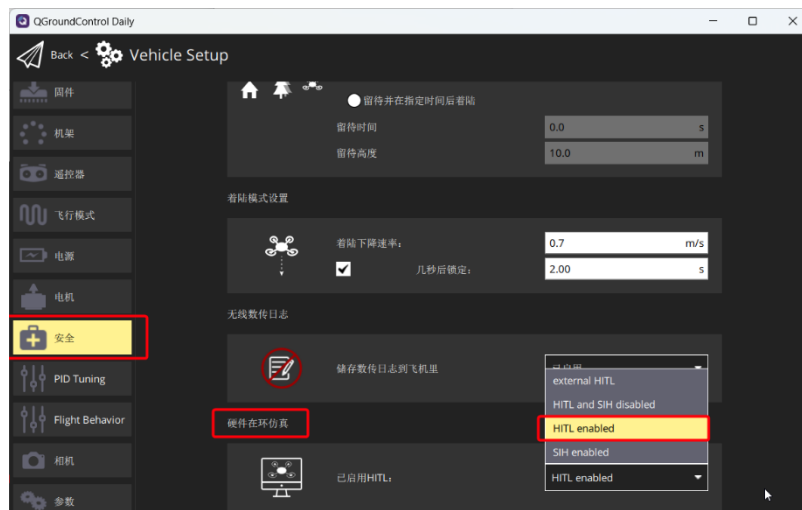 QGroundControl Daily
Back < Vehicle Setup
固件
机架
遥控器
飞行模式
电源
电机
安全
PID Tuning
Flight Behavior
相机
参数
留待并在指定时间后着陆
留待时间 0.0 s
留待高度 10.0 m
着陆模式设置
着陆下降速率: 0.7 m/s
几秒后锁定: 2.00 s
无线数传日志
储存数传日志到飞机里 已启用
硬件在环仿真
external HITL
HITL and SIH disabled
HITL enabled
SIH enabled
已启用HITL: HITL enabled